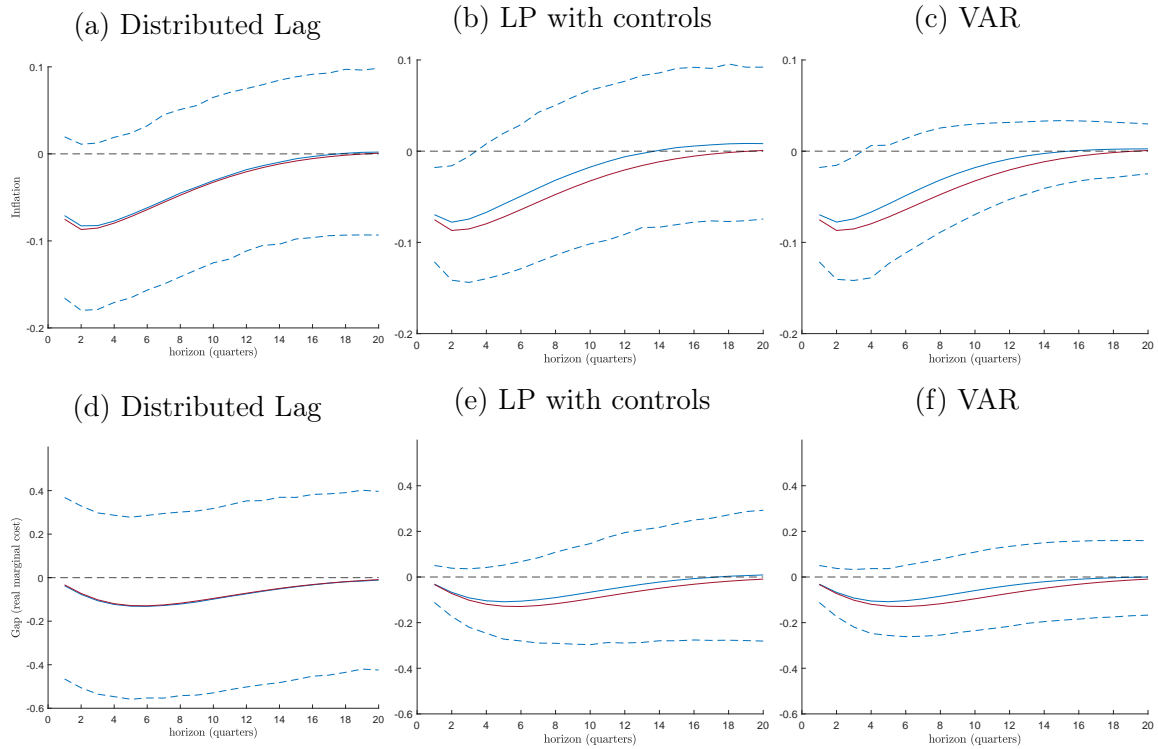 (a) Distributed Lag
(b) LP with controls
(c) VAR
0.1
0
-0.1
-0.2
Inflation
0 2 4 6 8 10 12 14 16 18 20
horizon (quarters)
0.1
0
-0.1
-0.2
0 2 4 6 8 10 12 14 16 18 20
horizon (quarters)
0.1
0
-0.1
-0.2
0 2 4 6 8 10 12 14 16 18 20
horizon (quarters)
(d) Distributed Lag
(e) LP with controls
(f) VAR
0.4
0.2
0
-0.2
-0.4
-0.6
Gap (real marginal cost)
0 2 4 6 8 10 12 14 16 18 20
horizon (quarters)
0.4
0.2
0
-0.2
-0.4
-0.6
0 2 4 6 8 10 12 14 16 18 20
horizon (quarters)
0.4
0.2
0
-0.2
-0.4
-0.6
0 2 4 6 8 10 12 14 16 18 20
horizon (quarters)